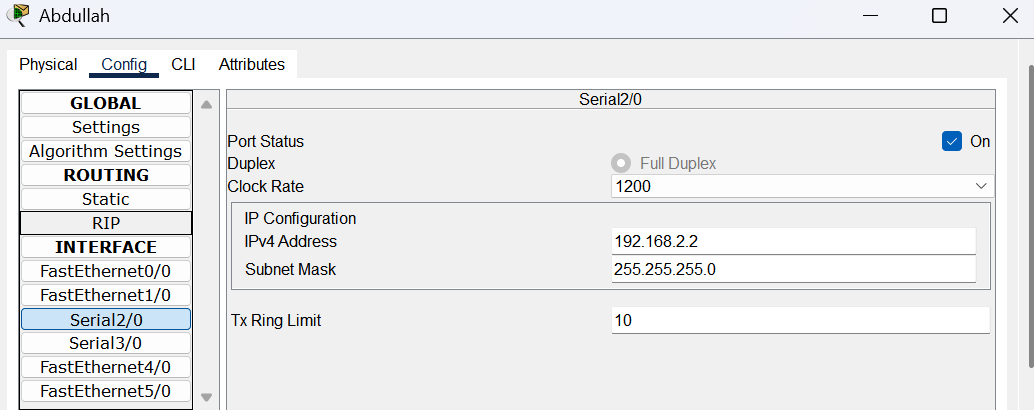 Abdullah
Physical Config CLI Attributes
GLOBAL
Settings
Algorithm Settings
ROUTING
Static
RIP
INTERFACE
FastEthernet0/0
FastEthernet1/0
Serial2/0
Serial3/0
FastEthernet4/0
FastEthernet5/0
Serial2/0
Port Status On
Duplex Full Duplex
Clock Rate 1200
IP Configuration
IPv4 Address 192.168.2.2
Subnet Mask 255.255.255.0
Tx Ring Limit 10